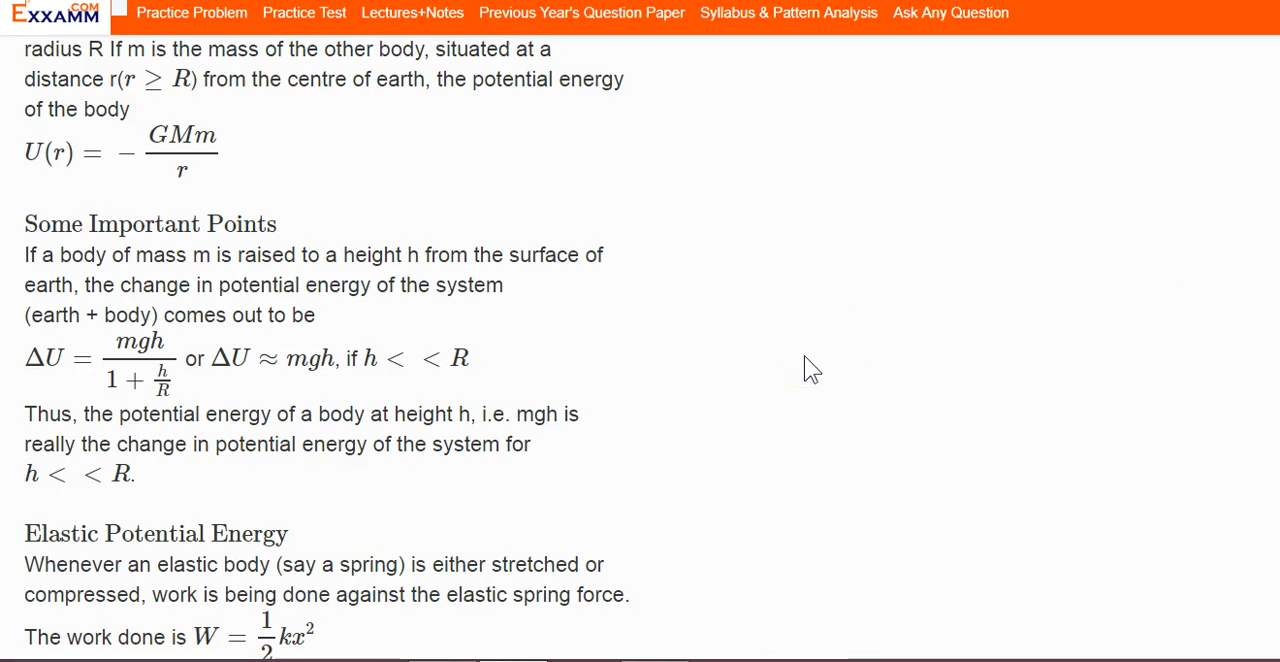 EXXAMM.COM Practice Problem Practice Test Lectures+Notes Previous Year's Question Paper Syllabus & Pattern Analysis Ask Any Question
radius R If m is the mass of the other body, situated at a
distance r(r ≥ R) from the centre of earth, the potential energy
of the body
U(r) = − GMm/r
Some Important Points
If a body of mass m is raised to a height h from the surface of
earth, the change in potential energy of the system
(earth + body) comes out to be
ΔU = mgh/(1 + h/R) or ΔU ≈ mgh, if h < < R
Thus, the potential energy of a body at height h, i.e. mgh is
really the change in potential energy of the system for
h < < R.
Elastic Potential Energy
Whenever an elastic body (say a spring) is either stretched or
compressed, work is being done against the elastic spring force.
The work done is W = 1/2 kx²